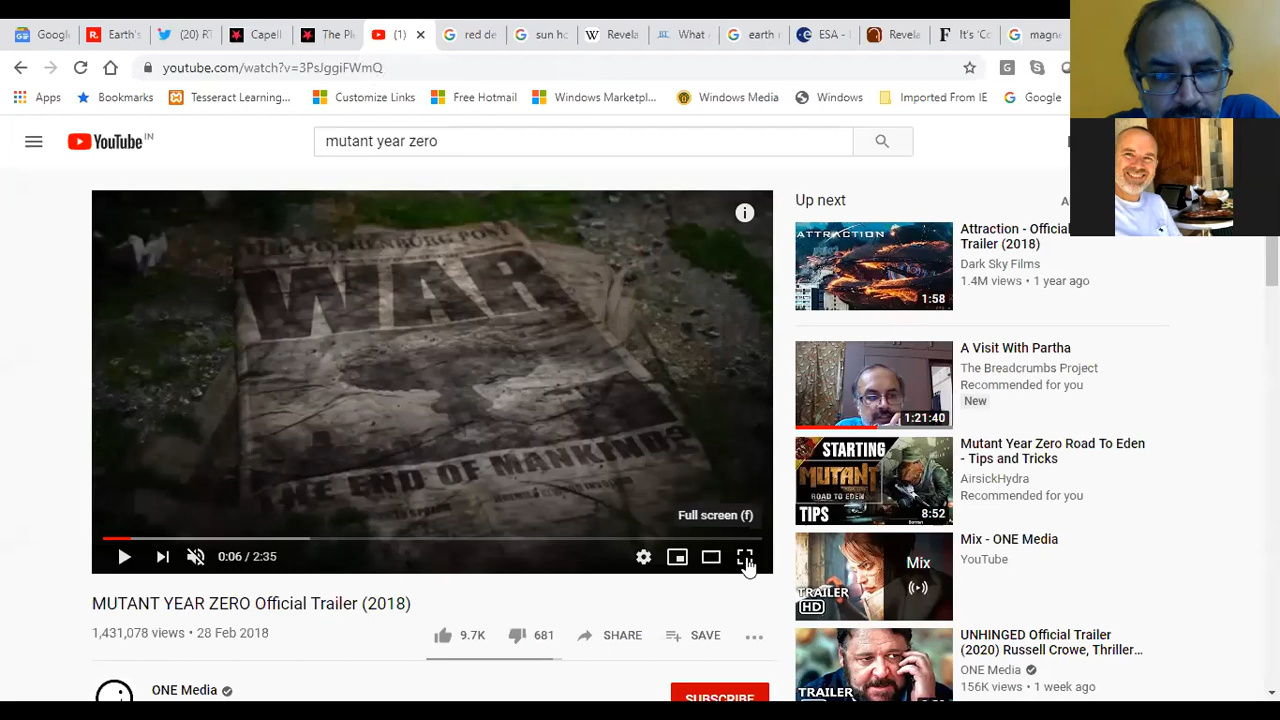 Google
Earth's
(20) RT
Capell
The Pl
(1)
red de
sun ho
Revela
What
earth
ESA -
Revela
It's 'Co
magne
youtube.com/watch?v=3PsJggiFWmQ
Apps
Bookmarks
Tesseract Learning...
Customize Links
Free Hotmail
Windows Marketpl...
Windows Media
Windows
Imported From IE
Google
YouTube IN
mutant year zero
WAR
THE END OF MANKIND?
Full screen (f)
0:06 / 2:35
MUTANT YEAR ZERO Official Trailer (2018)
1,431,078 views • 28 Feb 2018
9.7K
681
SHARE
SAVE
ONE Media
SUBSCRIBE
Up next
ATTRACTION
1:58
Attraction - Official
Trailer (2018)
Dark Sky Films
1.4M views • 1 year ago
1:21:40
A Visit With Partha
The Breadcrumbs Project
Recommended for you
New
STARTING
MUTANT
ROAD TO EDEN
TIPS
8:52
Mutant Year Zero Road To Eden
- Tips and Tricks
AirsickHydra
Recommended for you
Mix
TRAILER
HD
Mix - ONE Media
YouTube
TRAILER
UNHINGED Official Trailer
(2020) Russell Crowe, Thriller...
ONE Media
156K views • 1 week ago